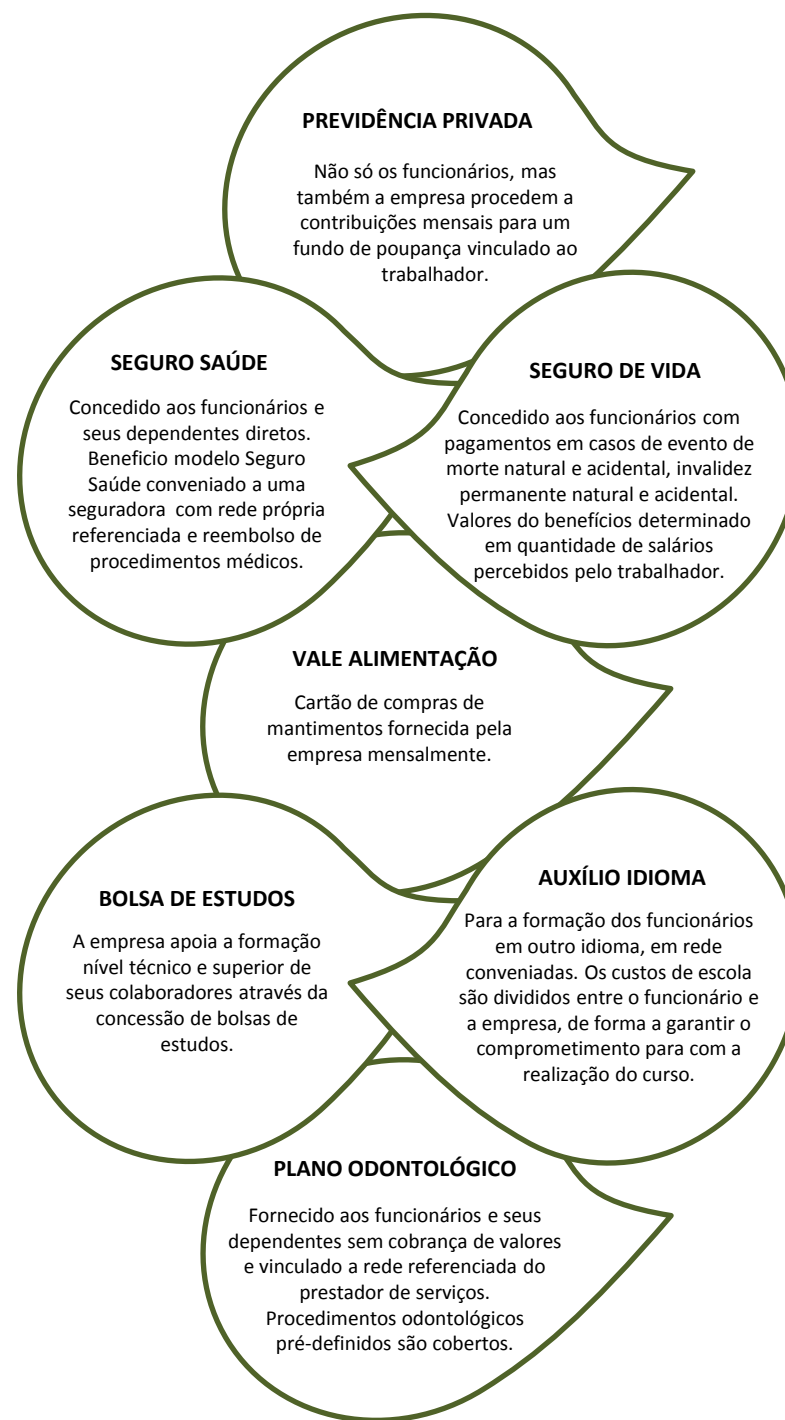 PREVIDÊNCIA PRIVADA
Não só os funcionários, mas
também a empresa procedem a
contribuições mensais para um
fundo de poupança vinculado ao
trabalhador.
SEGURO SAÚDE
Concedido aos funcionários e
seus dependentes diretos.
Beneficio modelo Seguro
Saúde conveniado a uma
seguradora com rede própria
referenciada e reembolso de
procedimentos médicos.
SEGURO DE VIDA
Concedido aos funcionários com
pagamentos em casos de evento de
morte natural e acidental, invalidez
permanente natural e acidental.
Valores do benefícios determinado
em quantidade de salários
percebidos pelo trabalhador.
VALE ALIMENTAÇÃO
Cartão de compras de
mantimentos fornecida pela
empresa mensalmente.
BOLSA DE ESTUDOS
A empresa apoia a formação
nível técnico e superior de
seus colaboradores através da
concessão de bolsas de
estudos.
AUXÍLIO IDIOMA
Para a formação dos funcionários
em outro idioma, em rede
conveniadas. Os custos de escola
são divididos entre o funcionário e
a empresa, de forma a garantir o
comprometimento para com a
realização do curso.
PLANO ODONTOLÓGICO
Fornecido aos funcionários e seus
dependentes sem cobrança de valores
e vinculado a rede referenciada do
prestador de serviços.
Procedimentos odontológicos
pré-definidos são cobertos.